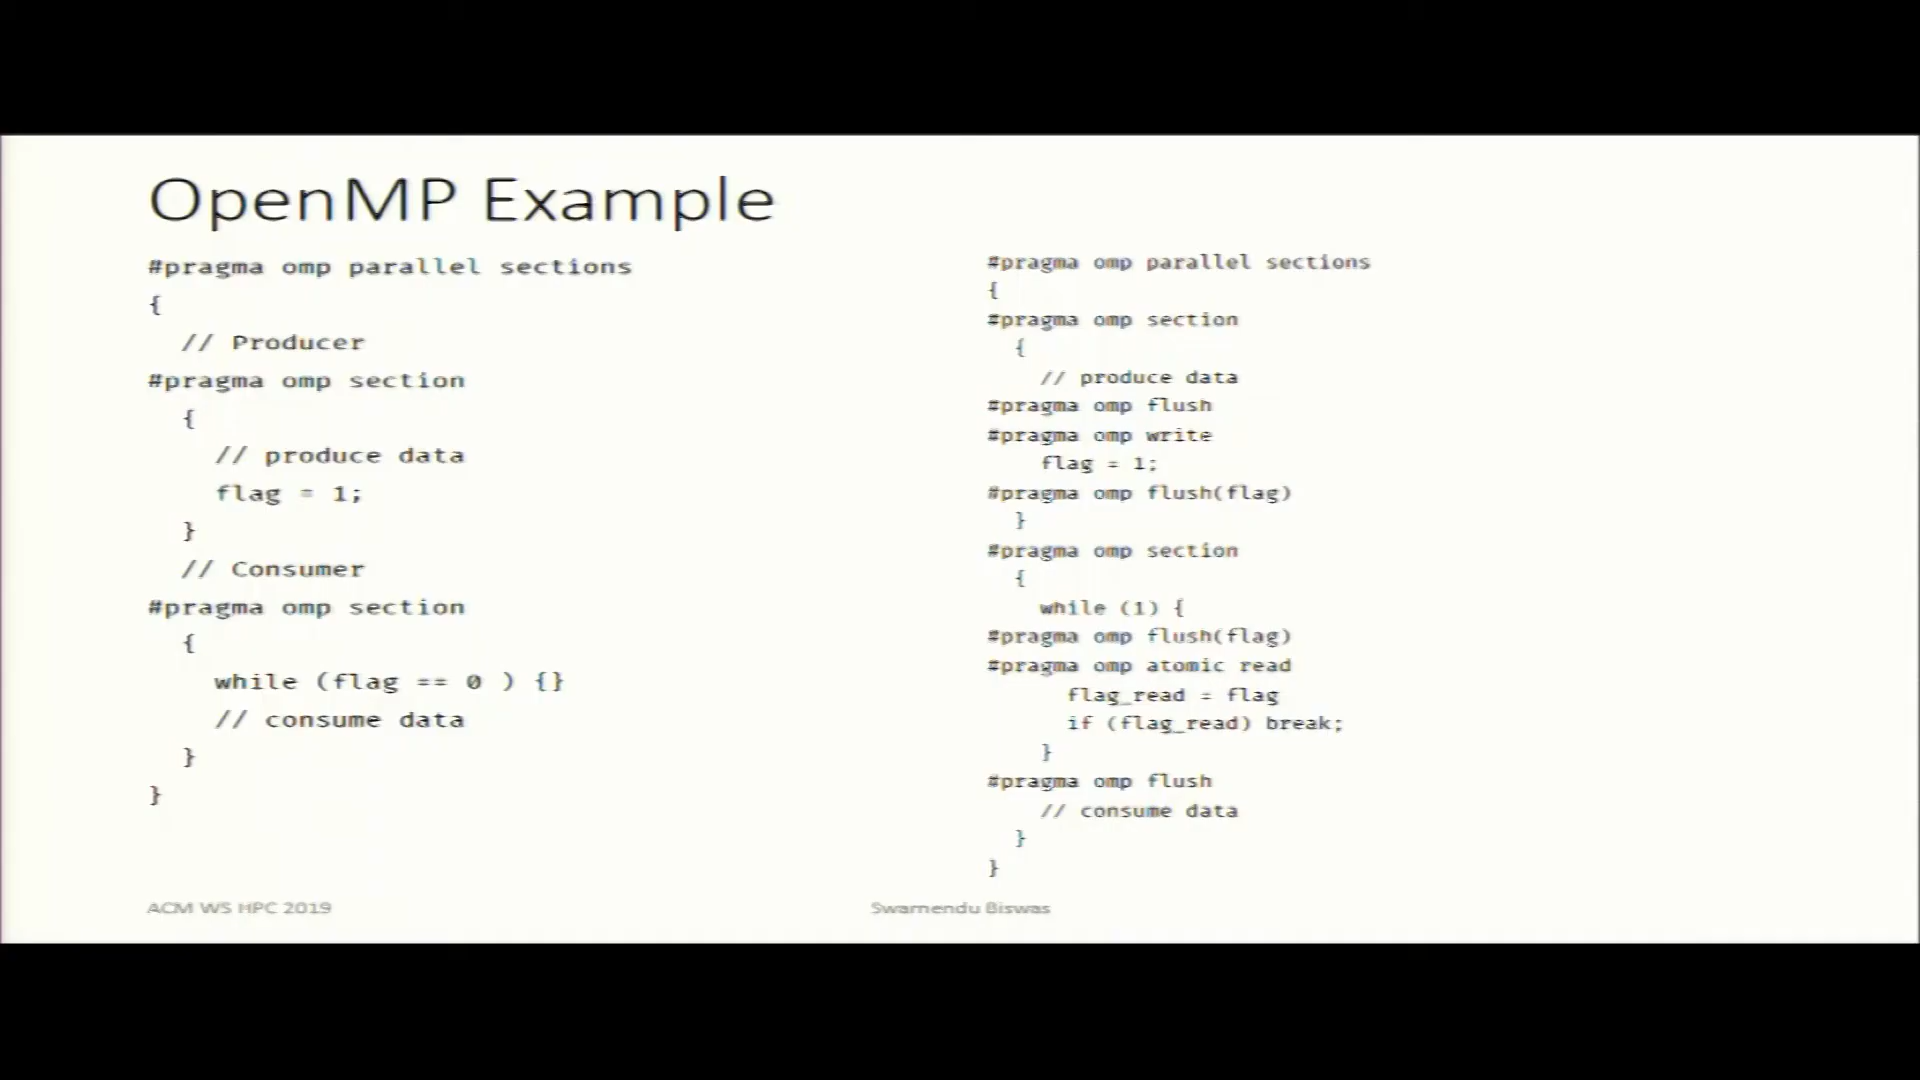 OpenMP Example
#pragma omp parallel sections
{
// Producer
#pragma omp section
{
// produce data
flag = 1;
}
// Consumer
#pragma omp section
{
while (flag == 0 ) {}
// consume data
}
}
#pragma omp parallel sections
{
#pragma omp section
{
// produce data
#pragma omp flush
#pragma omp write
flag = 1;
#pragma omp flush(flag)
}
#pragma omp section
{
while (1) {
#pragma omp flush(flag)
#pragma omp atomic read
flag_read = flag
if (flag_read) break;
}
#pragma omp flush
// consume data
}
}
ACM WS HPC 2019
Swarnendu Biswas